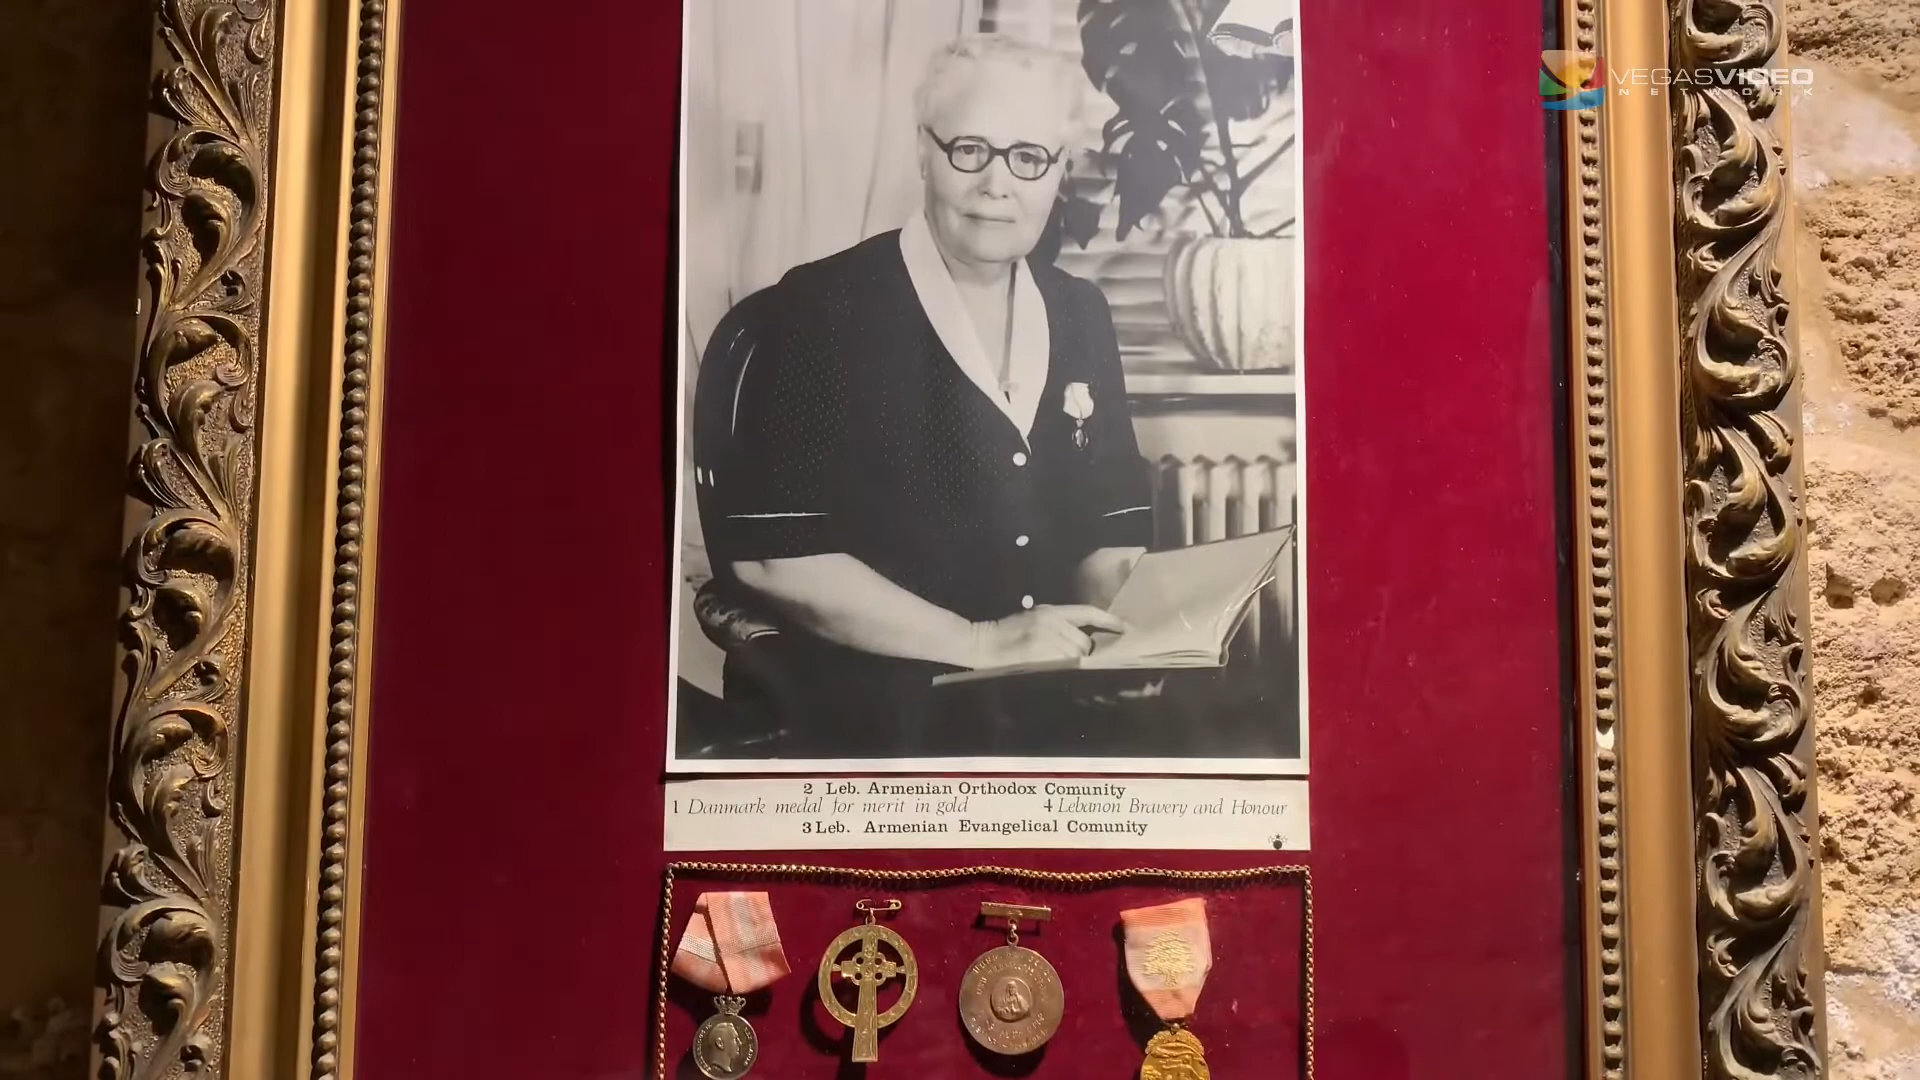 VEGASVIDEO
NETWORK
2 Leb. Armenian Orthodox Comunity
1 Danmark medal for merit in gold 4 Lebanon Bravery and Honour
3 Leb. Armenian Evangelical Comunity